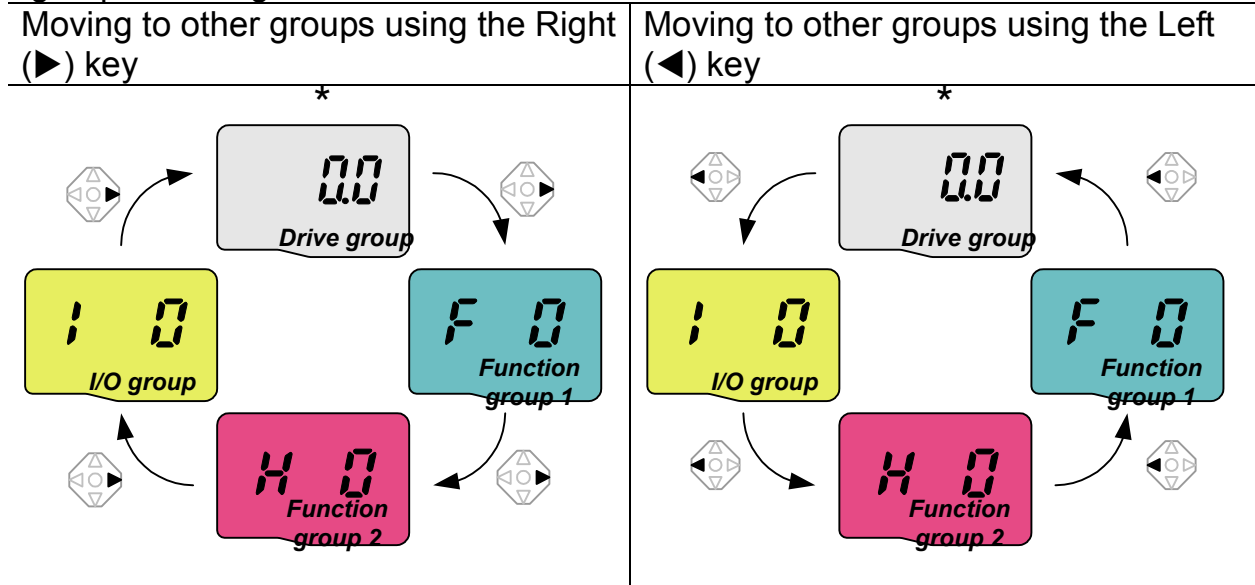 Moving to other groups using the Right
(▶) key
Moving to other groups using the Left
(◀) key
*
0.0
Drive group
I 0
I/O group
F 0
Function
group 1
H 0
Function
group 2
*
0.0
Drive group
I 0
I/O group
F 0
Function
group 1
H 0
Function
group 2